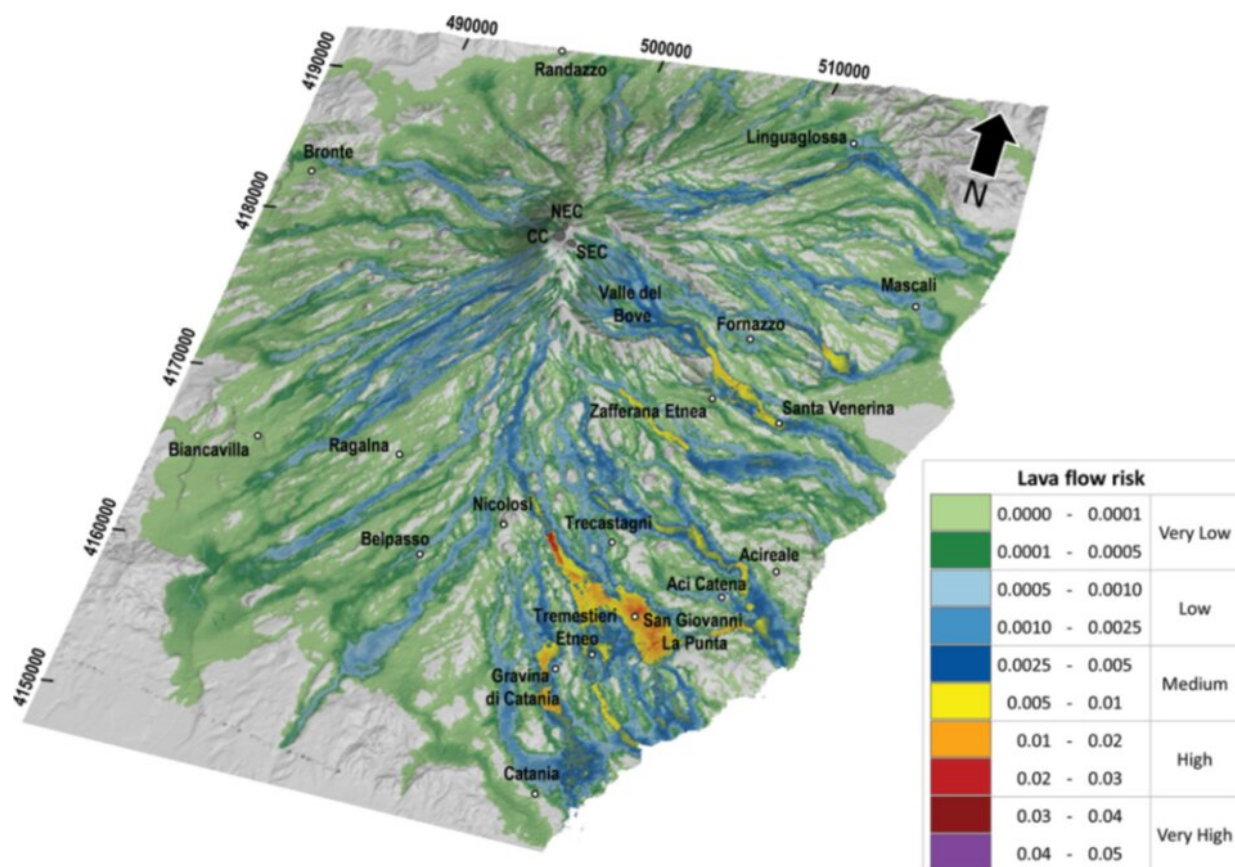 490000
500000
510000
4190000
4180000
4170000
4160000
4150000
Randazzo
Linguaglossa
Bronte
N
NEC
CC
SEC
Valle del
Bove
Mascali
Fornazzo
Zafferana Etnea
Santa Venerina
Biancavilla
Ragalna
Nicolosi
Trecastagni
Belpasso
Acireale
Aci Catena
Tremestieri
Etneo
San Giovanni
La Punta
Gravina
di Catania
Catania
Lava flow risk
0.0000 - 0.0001
Very Low
0.0001 - 0.0005
0.0005 - 0.0010
Low
0.0010 - 0.0025
0.0025 - 0.005
Medium
0.005 - 0.01
0.01 - 0.02
High
0.02 - 0.03
0.03 - 0.04
Very High
0.04 - 0.05